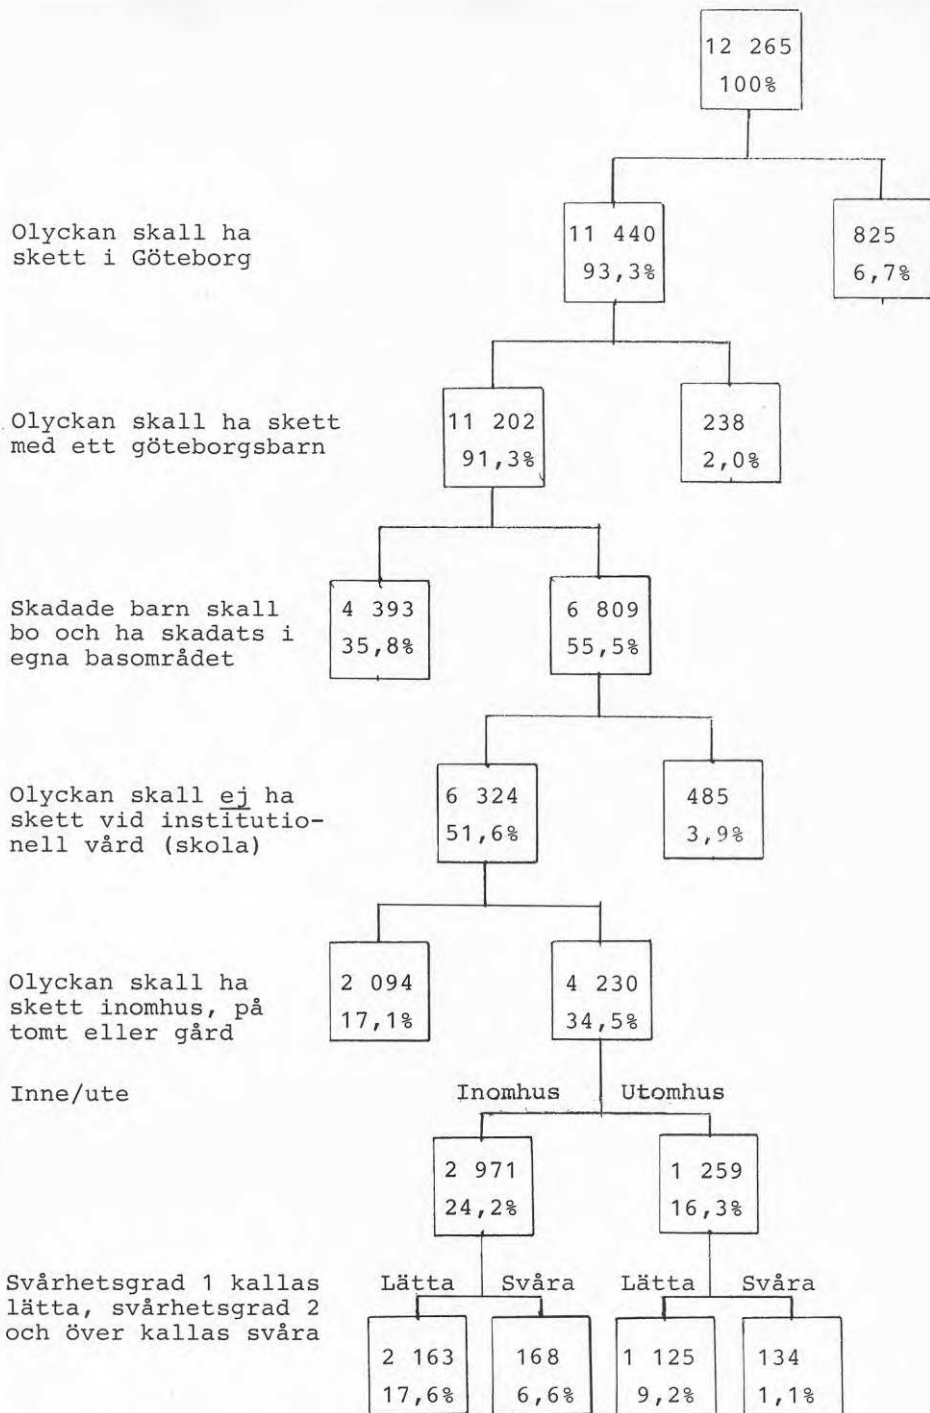 12 265
100%
Olyckan skall ha
skett i Göteborg
11 440
93,3%
825
6,7%
Olyckan skall ha skett
med ett göteborgsbarn
11 202
91,3%
238
2,0%
Skadade barn skall
bo och ha skadats i
egna basområdet
4 393
35,8%
6 809
55,5%
Olyckan skall ej ha
skett vid institutio-
nell vård (skola)
6 324
51,6%
485
3,9%
Olyckan skall ha
skett inomhus, på
tomt eller gård
2 094
17,1%
4 230
34,5%
Inne/ute
Inomhus
Utomhus
2 971
24,2%
1 259
16,3%
Svårhetsgrad 1 kallas
lätta, svårhetsgrad 2
och över kallas svåra
Lätta
Svåra
Lätta
Svåra
2 163
17,6%
168
6,6%
1 125
9,2%
134
1,1%